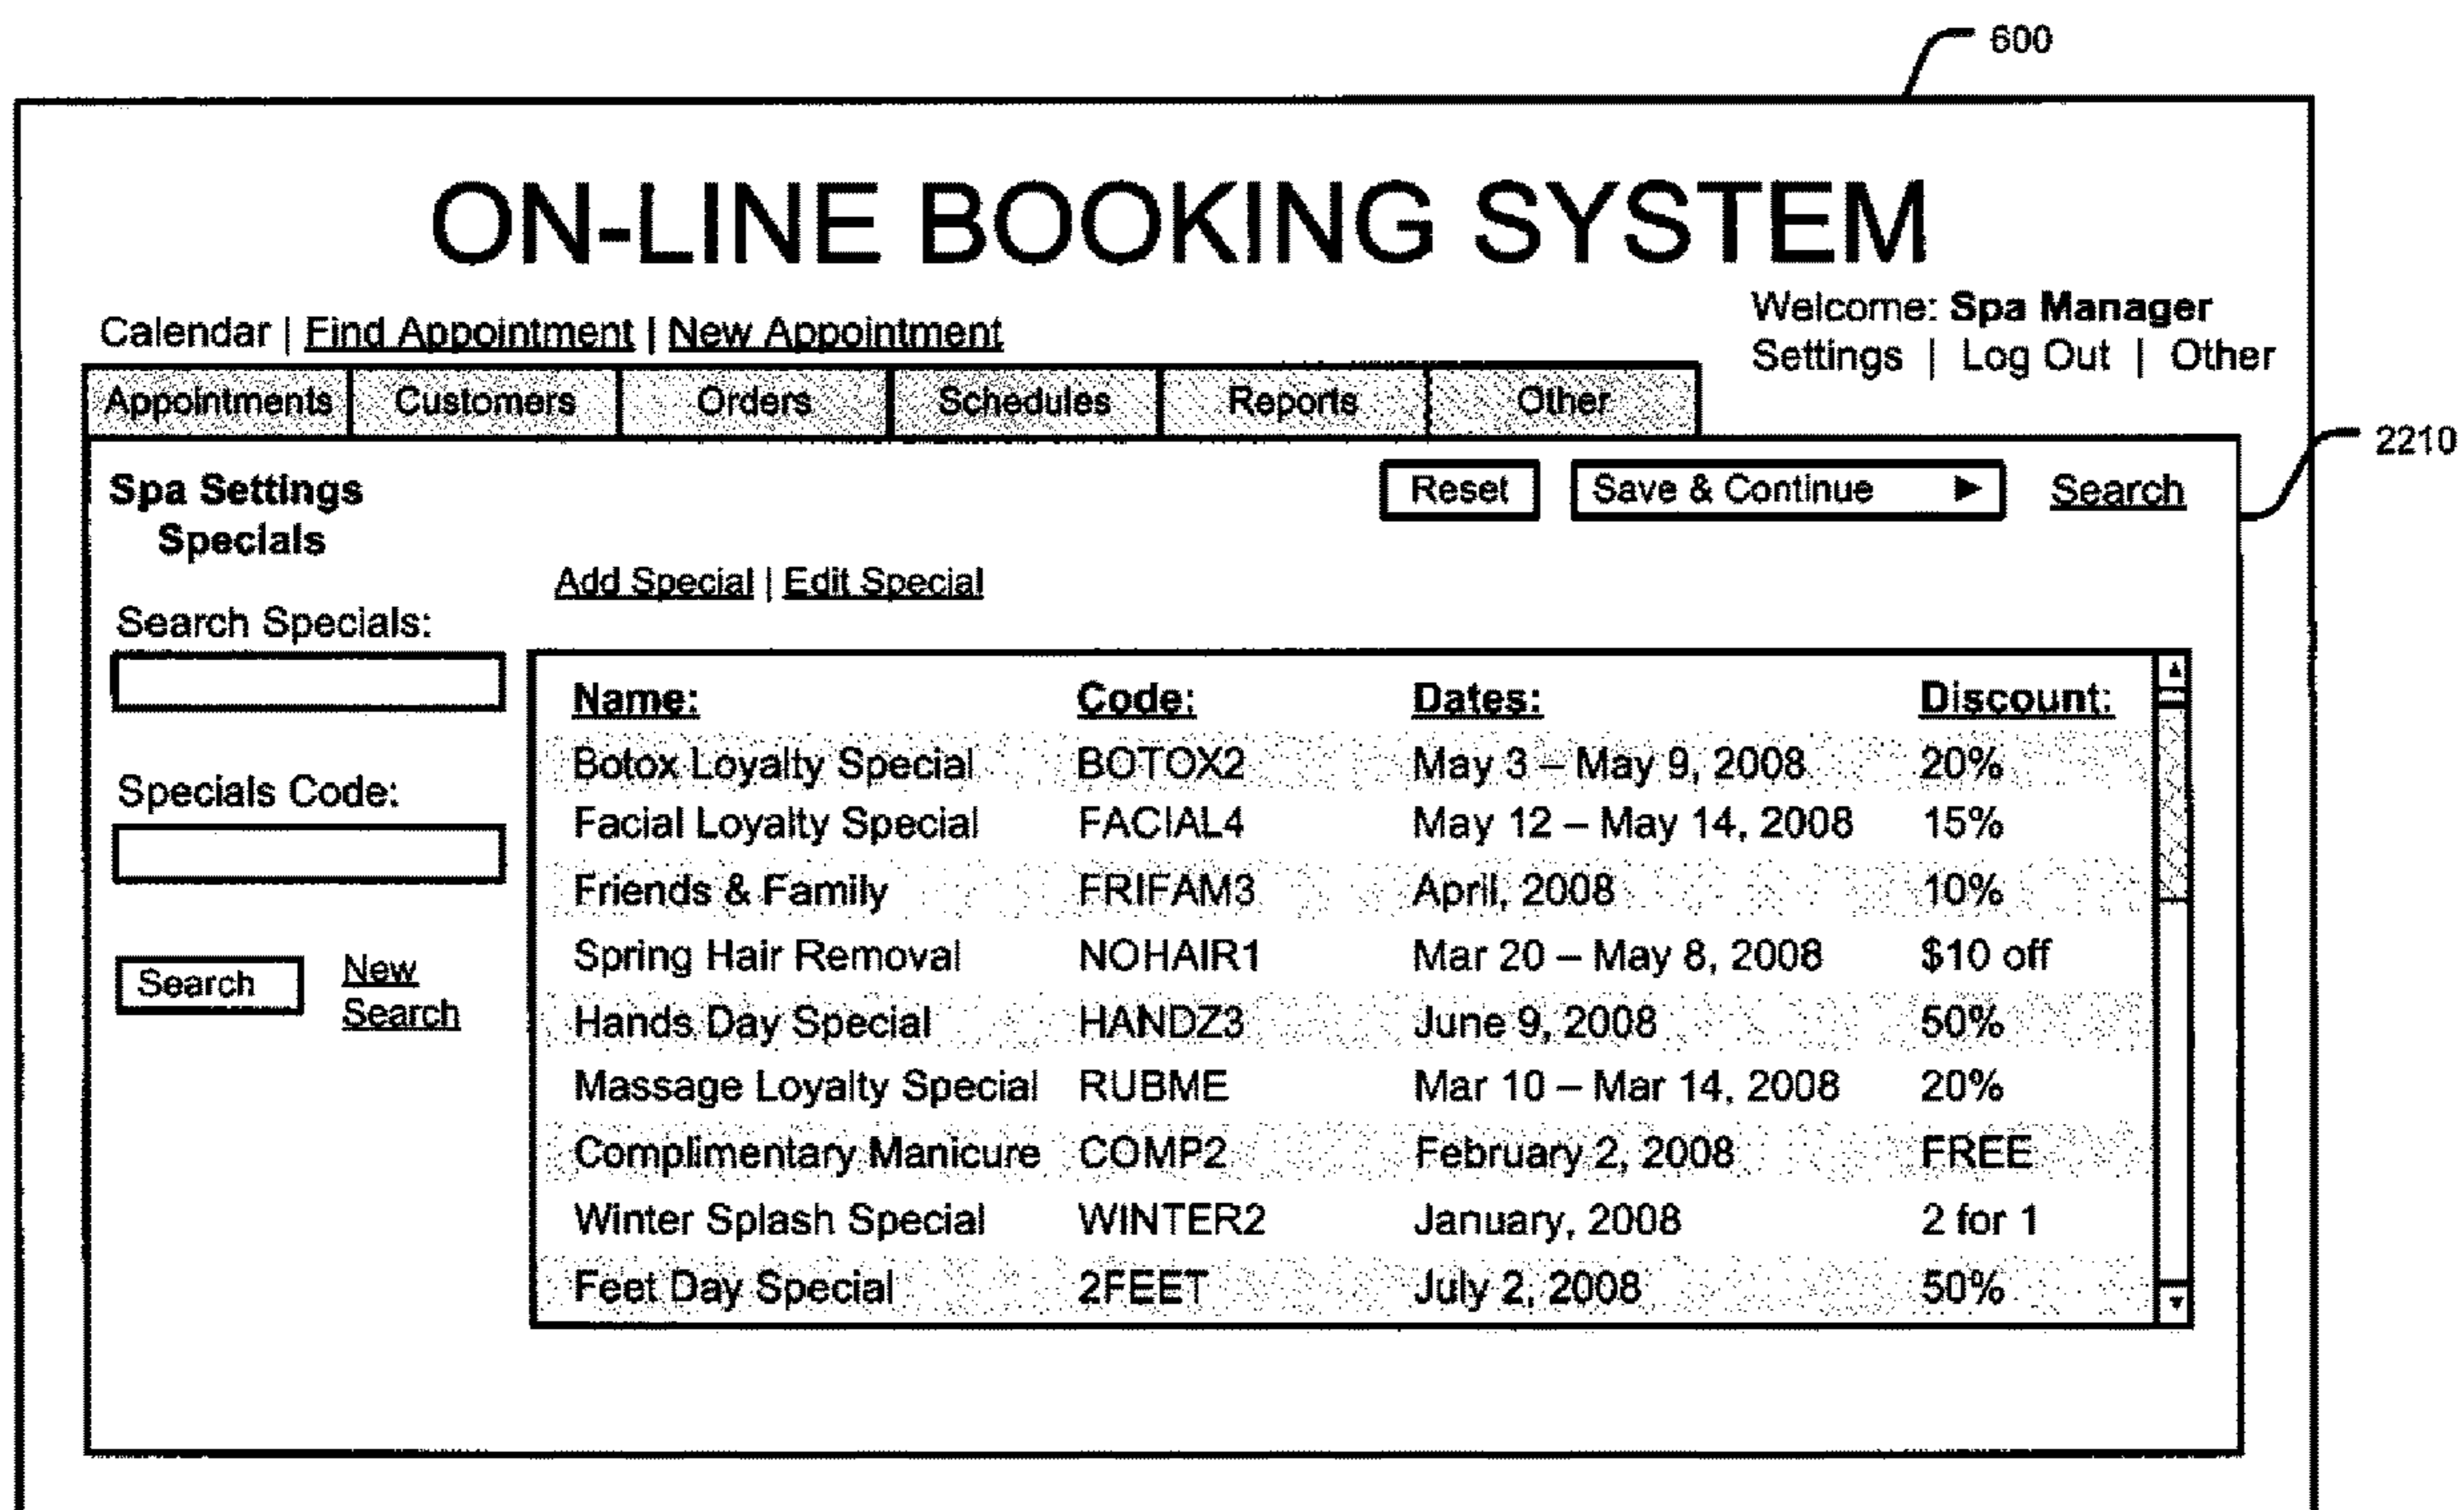 600
ON-LINE BOOKING SYSTEM
Welcome: Spa Manager
Calendar | Find Appointment | New Appointment
Settings | Log Out | Other
Appointments Customers Orders Schedules Reports Other
2210
Spa Settings
Specials
Reset Save & Continue ► Search
Add Special | Edit Special
Search Specials:
Specials Code:
Search
New
Search
Name: Code: Dates: Discount:
Botox Loyalty Special BOTOX2 May 3 – May 9, 2008 20%
Facial Loyalty Special FACIAL4 May 12 – May 14, 2008 15%
Friends & Family FRIFAM3 April, 2008 10%
Spring Hair Removal NOHAIR1 Mar 20 – May 8, 2008 $10 off
Hands Day Special HANDZ3 June 9, 2008 50%
Massage Loyalty Special RUBME Mar 10 – Mar 14, 2008 20%
Complimentary Manicure COMP2 February 2, 2008 FREE
Winter Splash Special WINTER2 January, 2008 2 for 1
Feet Day Special 2FEET July 2, 2008 50%